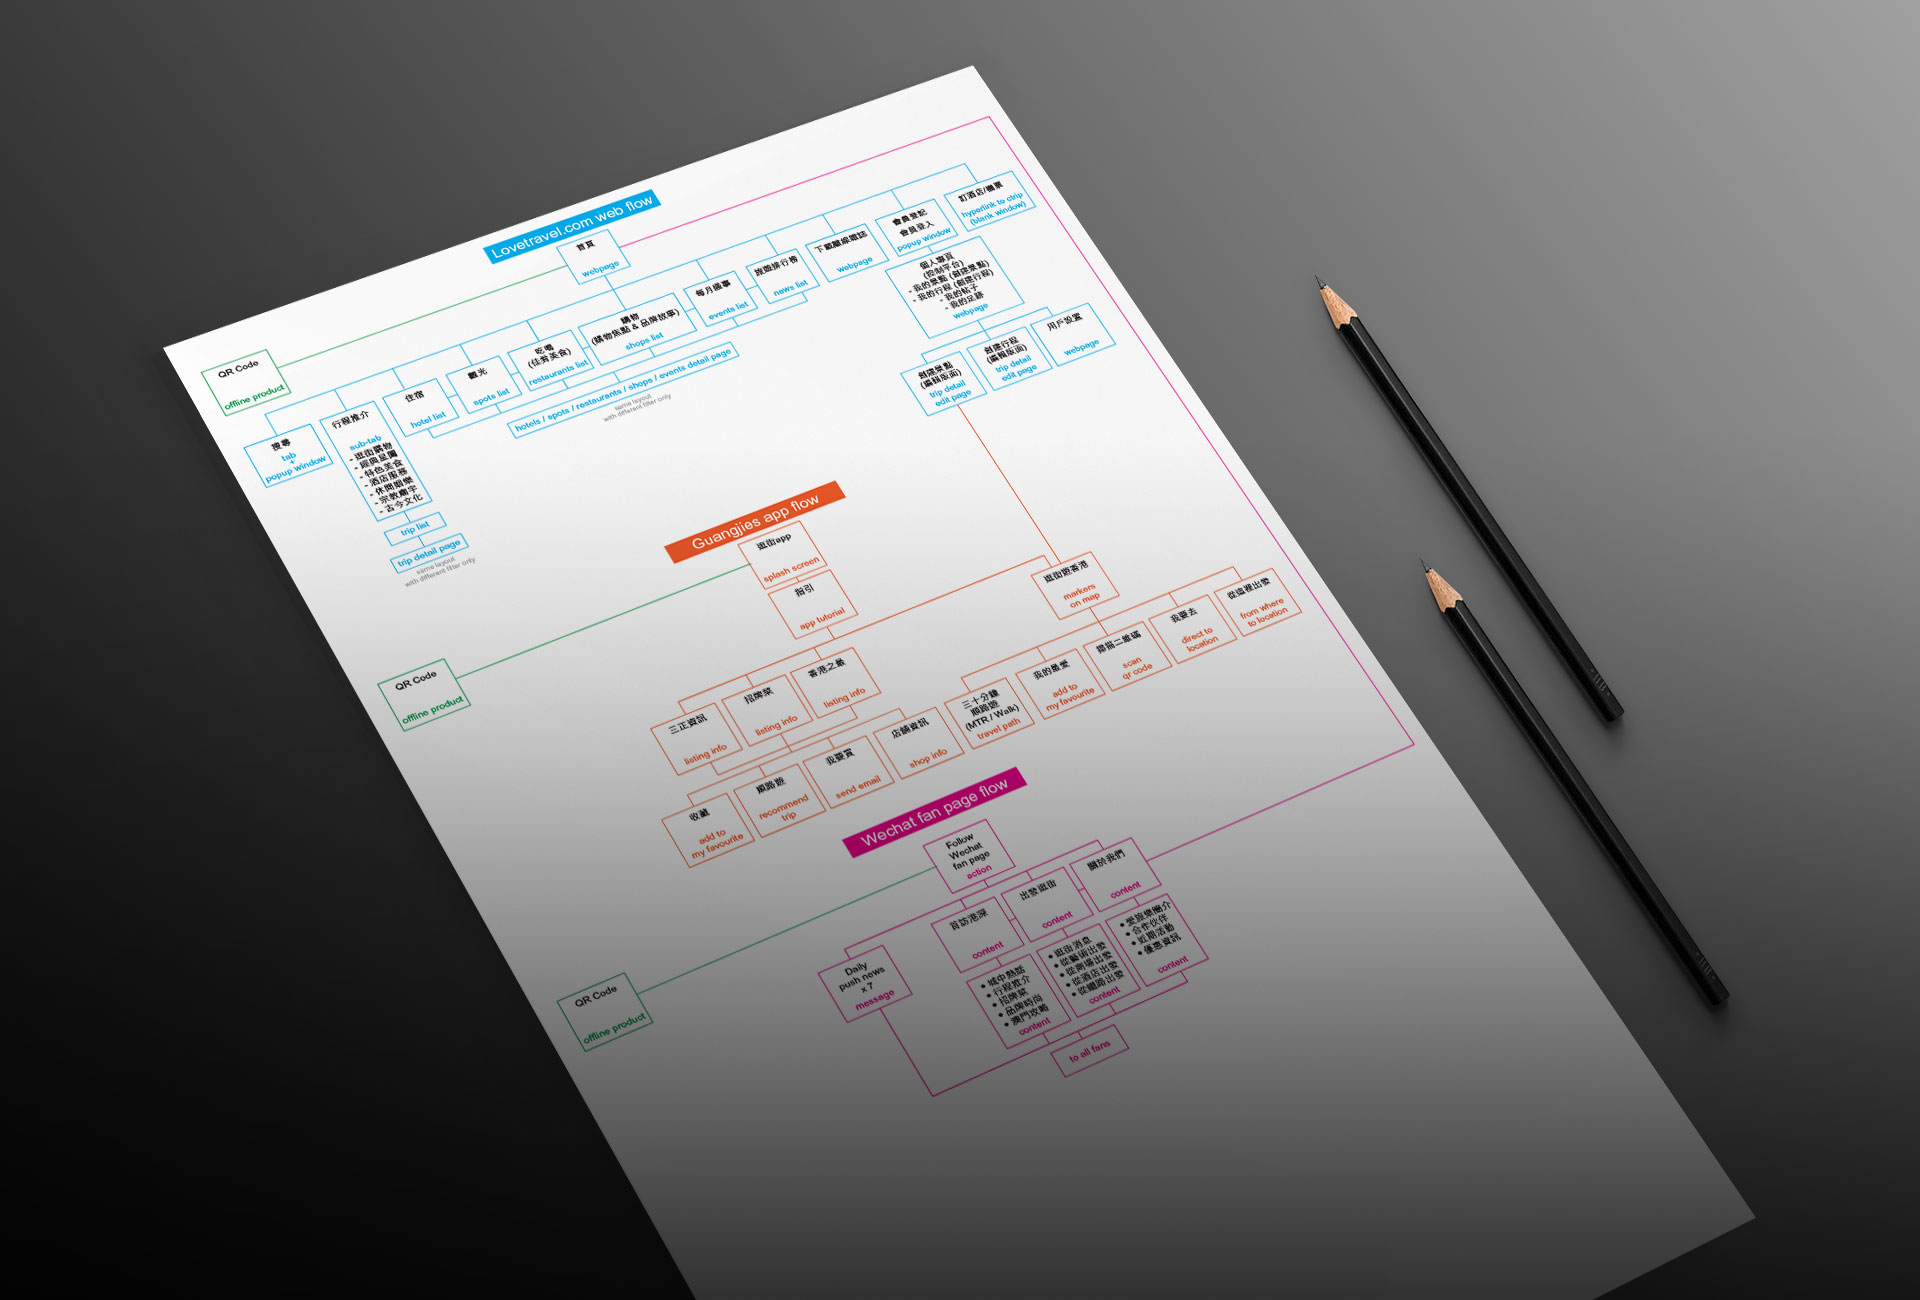 Lovetravel.com web flow
首頁
webpage
QR Code
offline product
搜尋
tab
+
popup window
行程推介
sub-tab
- 逛街購物
- 經典星圖
- 特色美食
- 酒店服務
- 休閒娛樂
- 宗教廟宇
- 古今文化
trip list
trip detail page
same layout
with different filter only
住宿
hotel list
觀光
spots list
吃喝
(佳餚美食)
restaurants list
購物
(購物焦點 & 品牌故事)
shops list
每月盛事
events list
旅遊排行榜
news list
下載離線雜誌
webpage
會員登記
會員登入
popup window
訂酒店/機票
hyperlink to ctrip
(blank window)
hotels / spots / restaurants / shops / events detail page
same layout
with different filter only
個人專頁
(控制平台)
- 我的景點 (創建景點)
- 我的行程 (創建行程)
- 我的帖子
- 我的足跡
webpage
創建景點
(編輯版面)
trip detail
edit page
創建行程
(編輯版面)
trip detail
edit page
用戶設置
webpage
Guangjies app flow
逛街app
splash screen
指引
app tutorial
QR Code
offline product
逛街遊香港
markers
on map
三正資訊
listing info
招牌菜
listing info
香港之最
listing info
收藏
add to
my favourite
順路遊
recommend
trip
我要買
send email
店舖資訊
shop info
三十分鐘
順路遊
(MTR / Walk)
travel path
我的最愛
add to
my favourite
掃描二維碼
scan
qr code
我要去
direct to
location
從這裡出發
from where
to location
Wechat fan page flow
Follow
Wechat
fan page
action
QR Code
offline product
Daily
push news
x 7
message
首訪港深
content
出發逛街
content
關於我們
content
• 城中熱話
• 行程推介
• 招牌菜
• 品牌時尚
• 澳門攻略
content
• 逛街消息
• 從藝術出發
• 從商場出發
• 從酒店出發
• 從鐵路出發
content
• 愛旅樂簡介
• 合作伙伴
• 近期活動
• 優惠資訊
content
to all fans